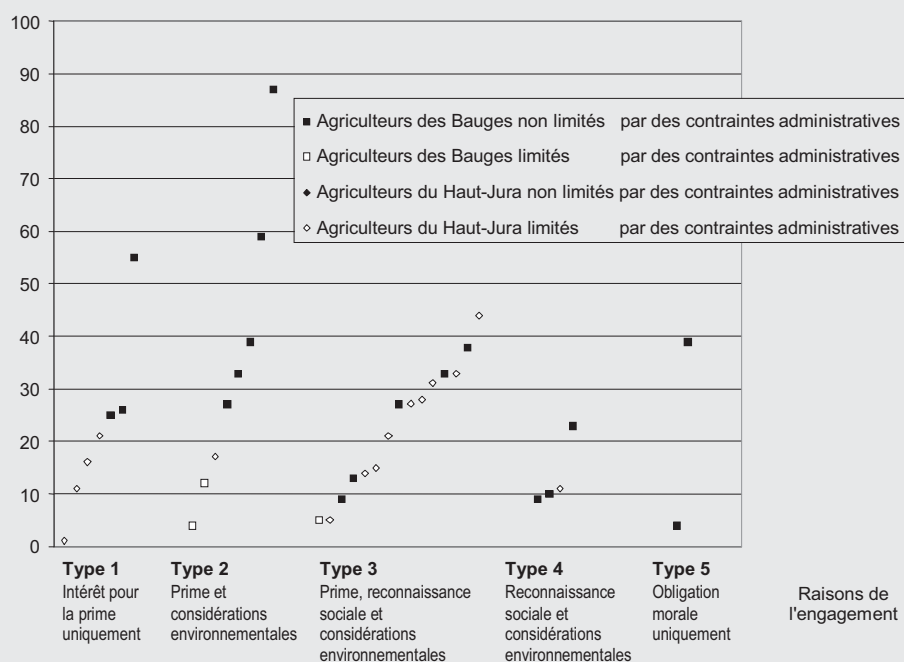 100
90
80
70
60
50
40
30
20
10
0
Agriculteurs des Bauges non limités par des contraintes administratives
Agriculteurs des Bauges limités par des contraintes administratives
Agriculteurs du Haut-Jura non limités par des contraintes administratives
Agriculteurs du Haut-Jura limités par des contraintes administratives
Type 1
Intérêt pour
la prime
uniquement
Type 2
Prime et
considérations
environnementales
Type 3
Prime, reconnaissance
sociale et
considérations
environnementales
Type 4
Reconnaissance
sociale et
considérations
environnementales
Type 5
Obligation
morale
uniquement
Raisons de
l'engagement